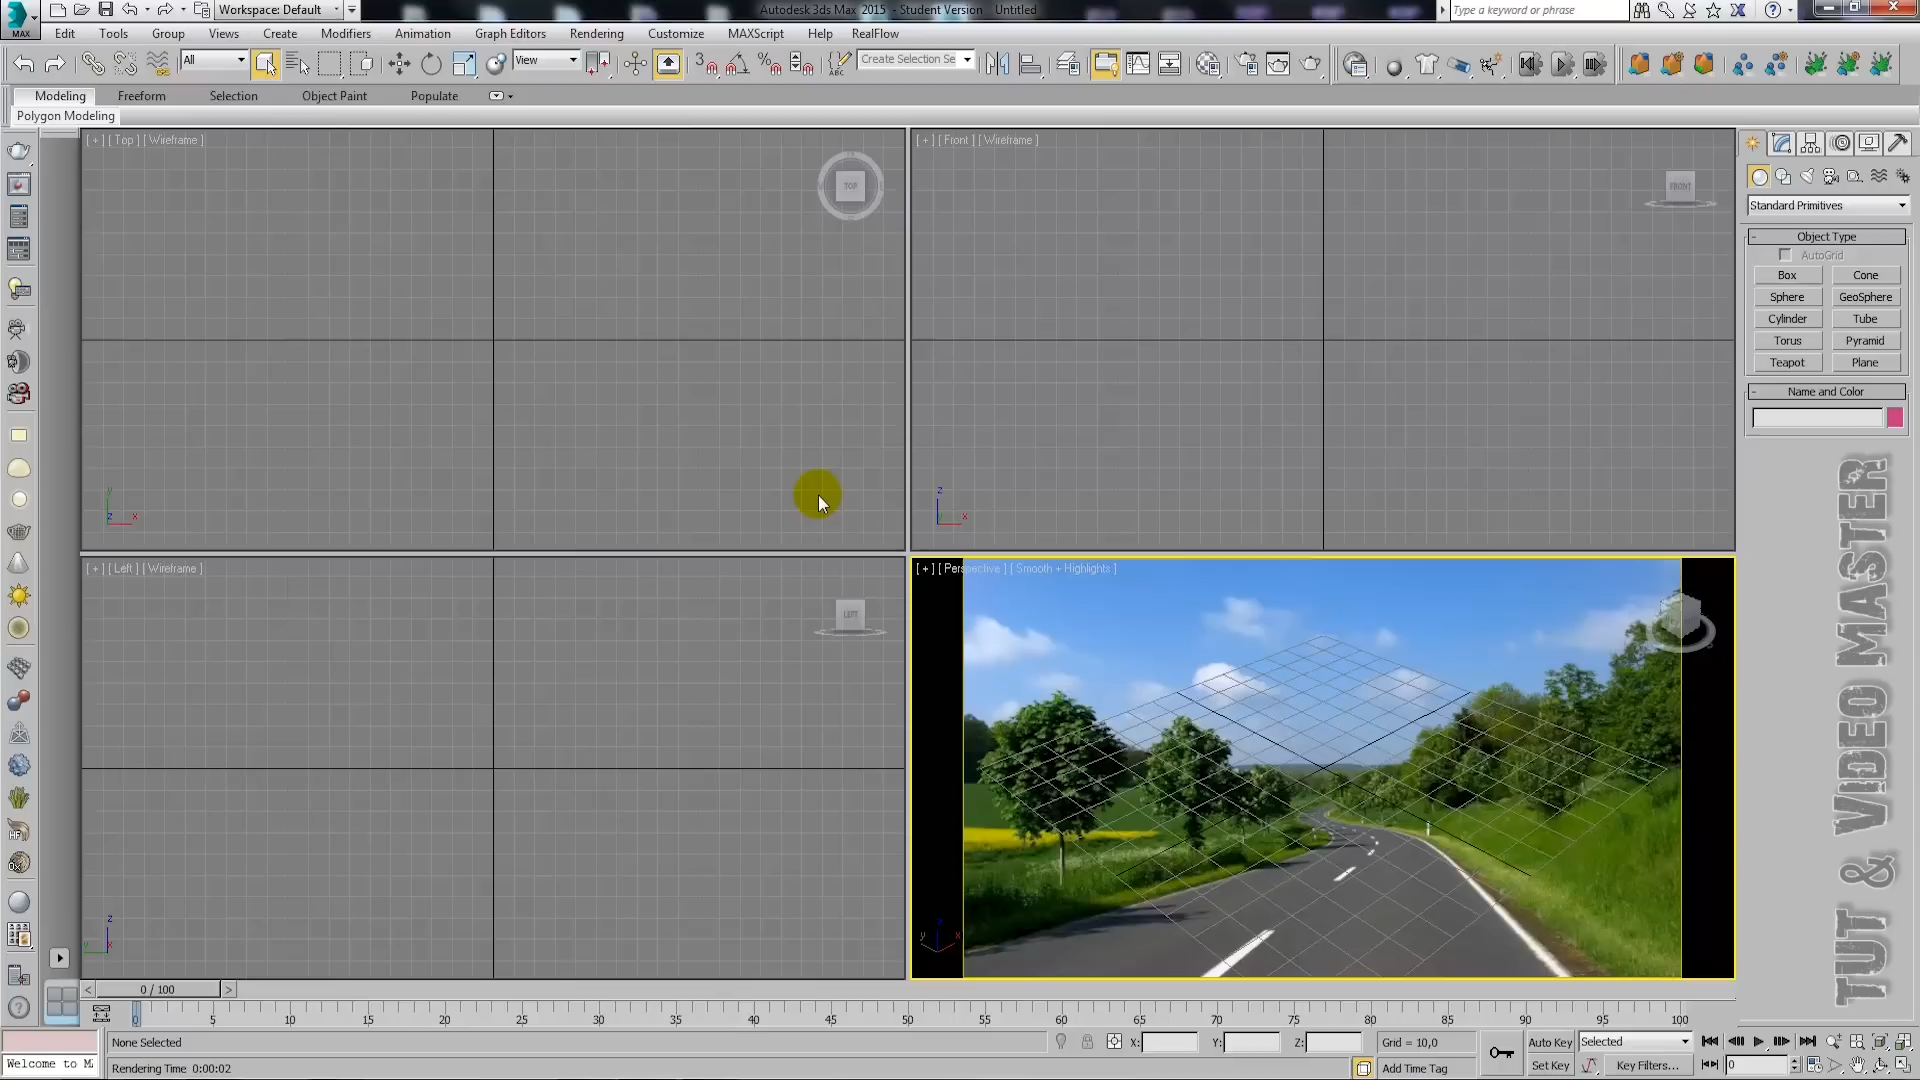 MAX
Workspace: Default
Autodesk 3ds Max 2015 - Student Version Untitled
Type a keyword or phrase
Edit Tools Group Views Create Modifiers Animation Graph Editors Rendering Customize MAXScript Help RealFlow
All
View
3
ABC
Create Selection Se
Modeling Freeform Selection Object Paint Populate
Polygon Modeling
[ + ] [ Top ] [ Wireframe ]
TOP
[ + ] [ Front ] [ Wireframe ]
FRONT
Standard Primitives
- Object Type
AutoGrid
Box Cone
Sphere GeoSphere
Cylinder Tube
Torus Pyramid
Teapot Plane
- Name and Color
y
z x
z
x
[ + ] [ Left ] [ Wireframe ]
LEFT
[ + ] [ Perspective ] [ Smooth + Highlights ]
TUT & VIDEO MASTER
z
y
z
y x
< 0 / 100 >
0 5 10 15 20 25 30 35 40 45 50 55 60 65 70 75 80 85 90 95 100
None Selected
X: Y: Z:
Grid = 10,0
Auto Key
Selected
Welcome to M
Rendering Time 0:00:02
Add Time Tag
Set Key
Key Filters...
0